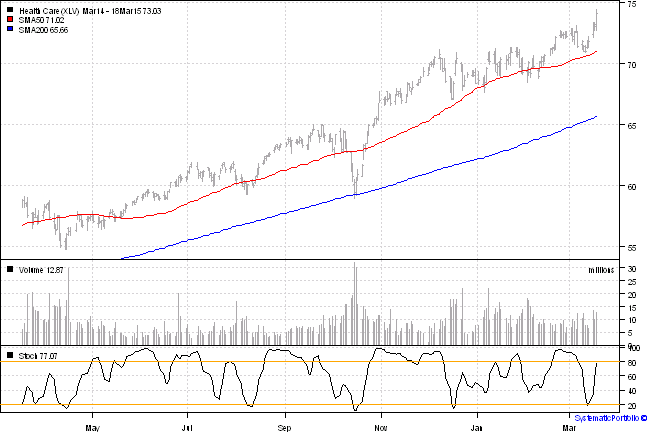 Health Care (XLV) Mar14 - 18Mar15 73.03
SMA50 71.02
SMA200 65.66
75
70
65
60
55
Volume 12.87
millions
30
25
20
15
10
5
0
Stoch 77.07
100
80
60
40
20
May
Jul
Sep
Nov
Jan
Mar
SystematicPortfolio ©